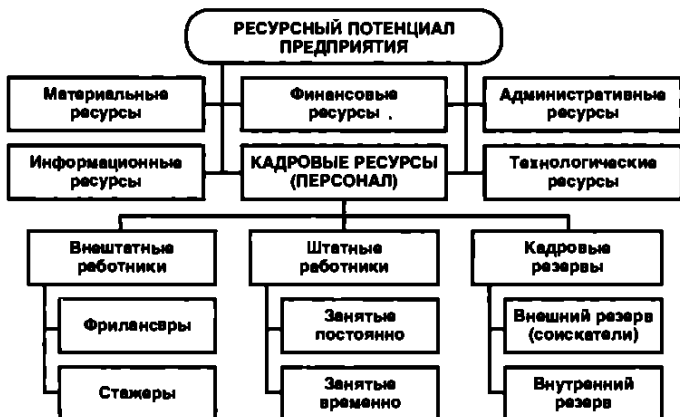 РЕСУРСНЫЙ ПОТЕНЦИАЛ
ПРЕДПРИЯТИЯ
Материальные
ресурсы
Финансовые
ресурсы
Административные
ресурсы
Информационные
ресурсы
КАДРОВЫЕ РЕСУРСЫ
(ПЕРСОНАЛ)
Технологические
ресурсы
Внештатные
работники
Штатные
работники
Кадровые
резервы
Фрилансеры
Занятые
постоянно
Внешний резерв
(соискатели)
Стажеры
Занятые
временно
Внутренний
резерв